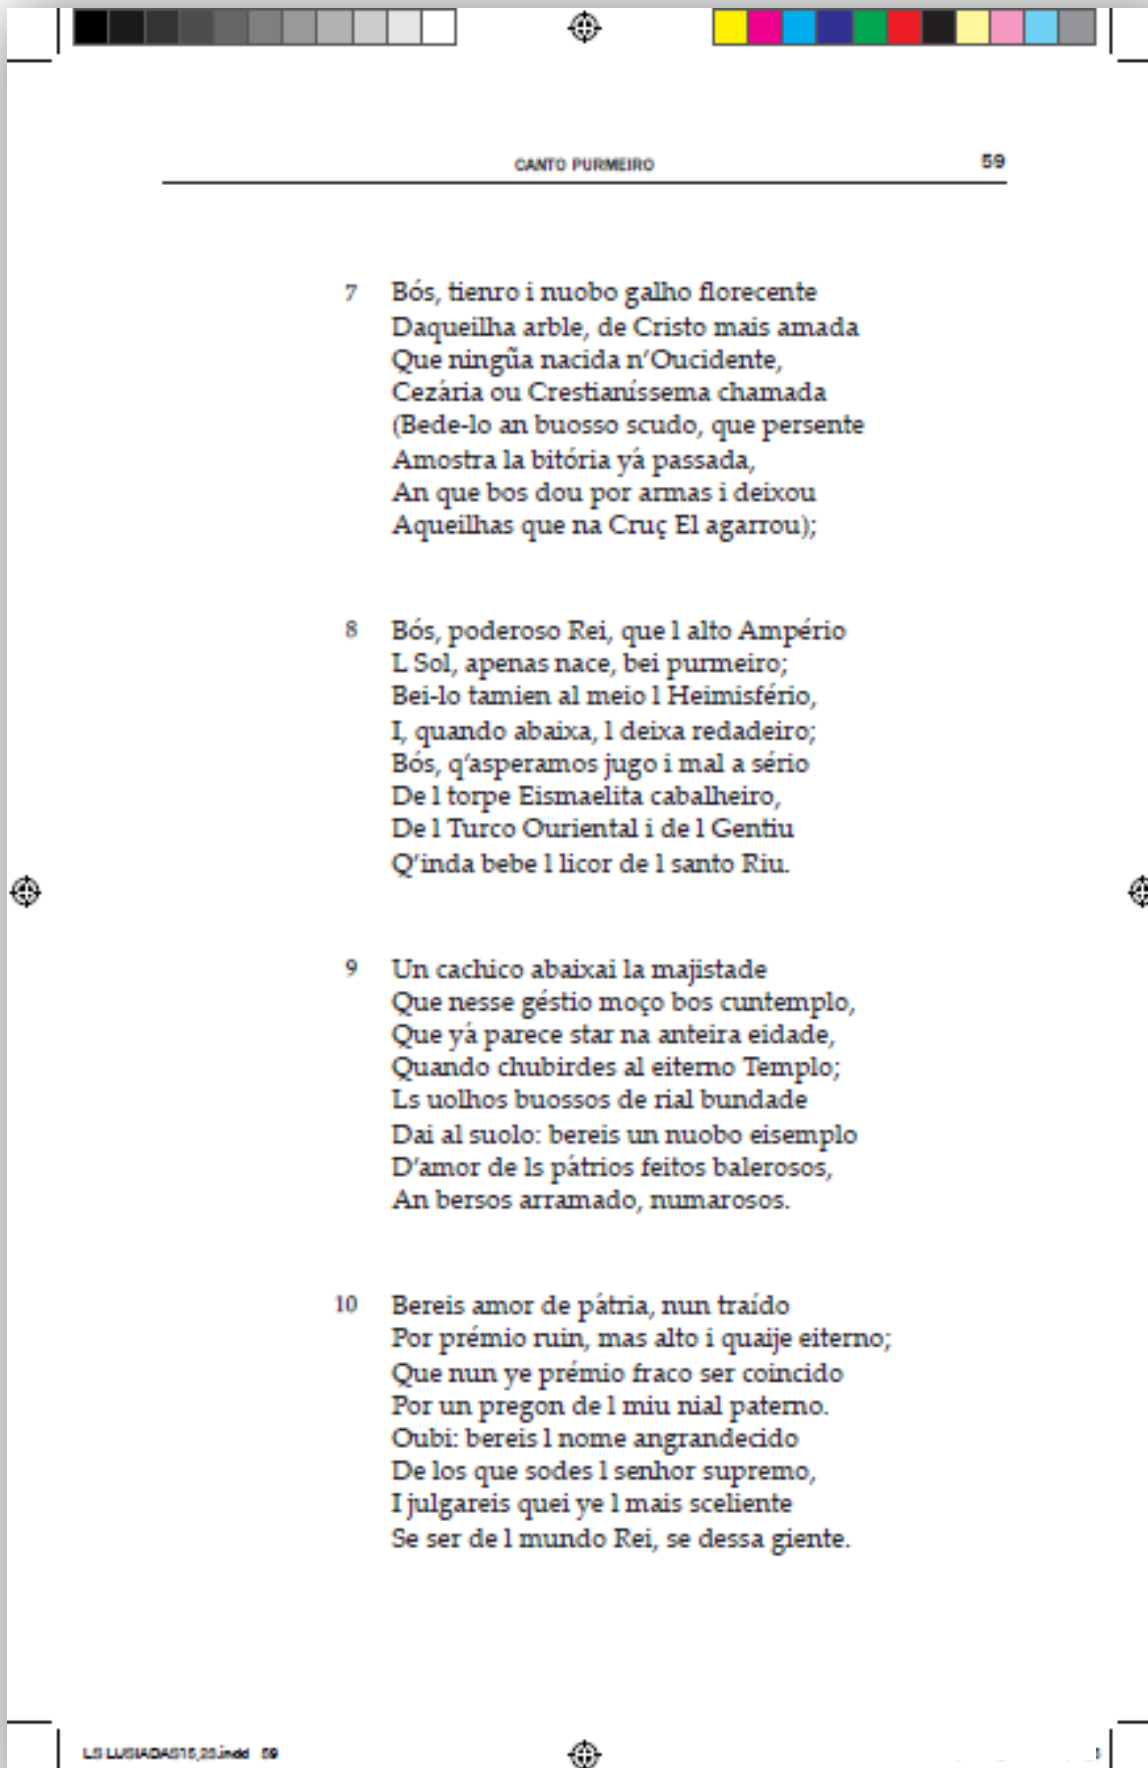 CANTO PURMEIRO 59
7 Bós, tienro i nuobo galho florecente
Daqueilha arble, de Cristo mais amada
Que ningũa nacida n’Oucidente,
Cezária ou Crestianíssema chamada
(Bede-lo an buosso scudo, que persente
Amostra la bitória yá passada,
An que bos dou por armas i deixou
Aqueilhas que na Cruç El agarrou);
8 Bós, poderoso Rei, que l alto Ampério
L Sol, apenas nace, bei purmeiro;
Bei-lo tamien al meio l Heimisfério,
I, quando abaixa, l deixa redadeiro;
Bós, q’asperamos jugo i mal a sério
De l torpe Eismaelita cabalheiro,
De l Turco Ouriental i de l Gentiu
Q’inda bebe l licor de l santo Riu.
9 Un cachico abaixai la majistade
Que nesse géstio moço bos cuntemplo,
Que yá parece star na anteira eidade,
Quando chubirdes al eiterno Templo;
Ls uolhos buossos de rial bundade
Dai al suolo: bereis un nuobo eisemplo
D’amor de ls pátrios feitos balerosos,
An bersos arramado, numarosos.
10 Bereis amor de pátria, nun traído
Por prémio ruin, mas alto i quaije eiterno;
Que nun ye prémio fraco ser coincido
Por un pregon de l miu nial paterno.
Oubi: bereis l nome angrandecido
De los que sodes l senhor supremo,
I julgareis quei ye l mais sceliente
Se ser de l mundo Rei, se dessa giente.
LS LUSIADAS15,23.indd 59